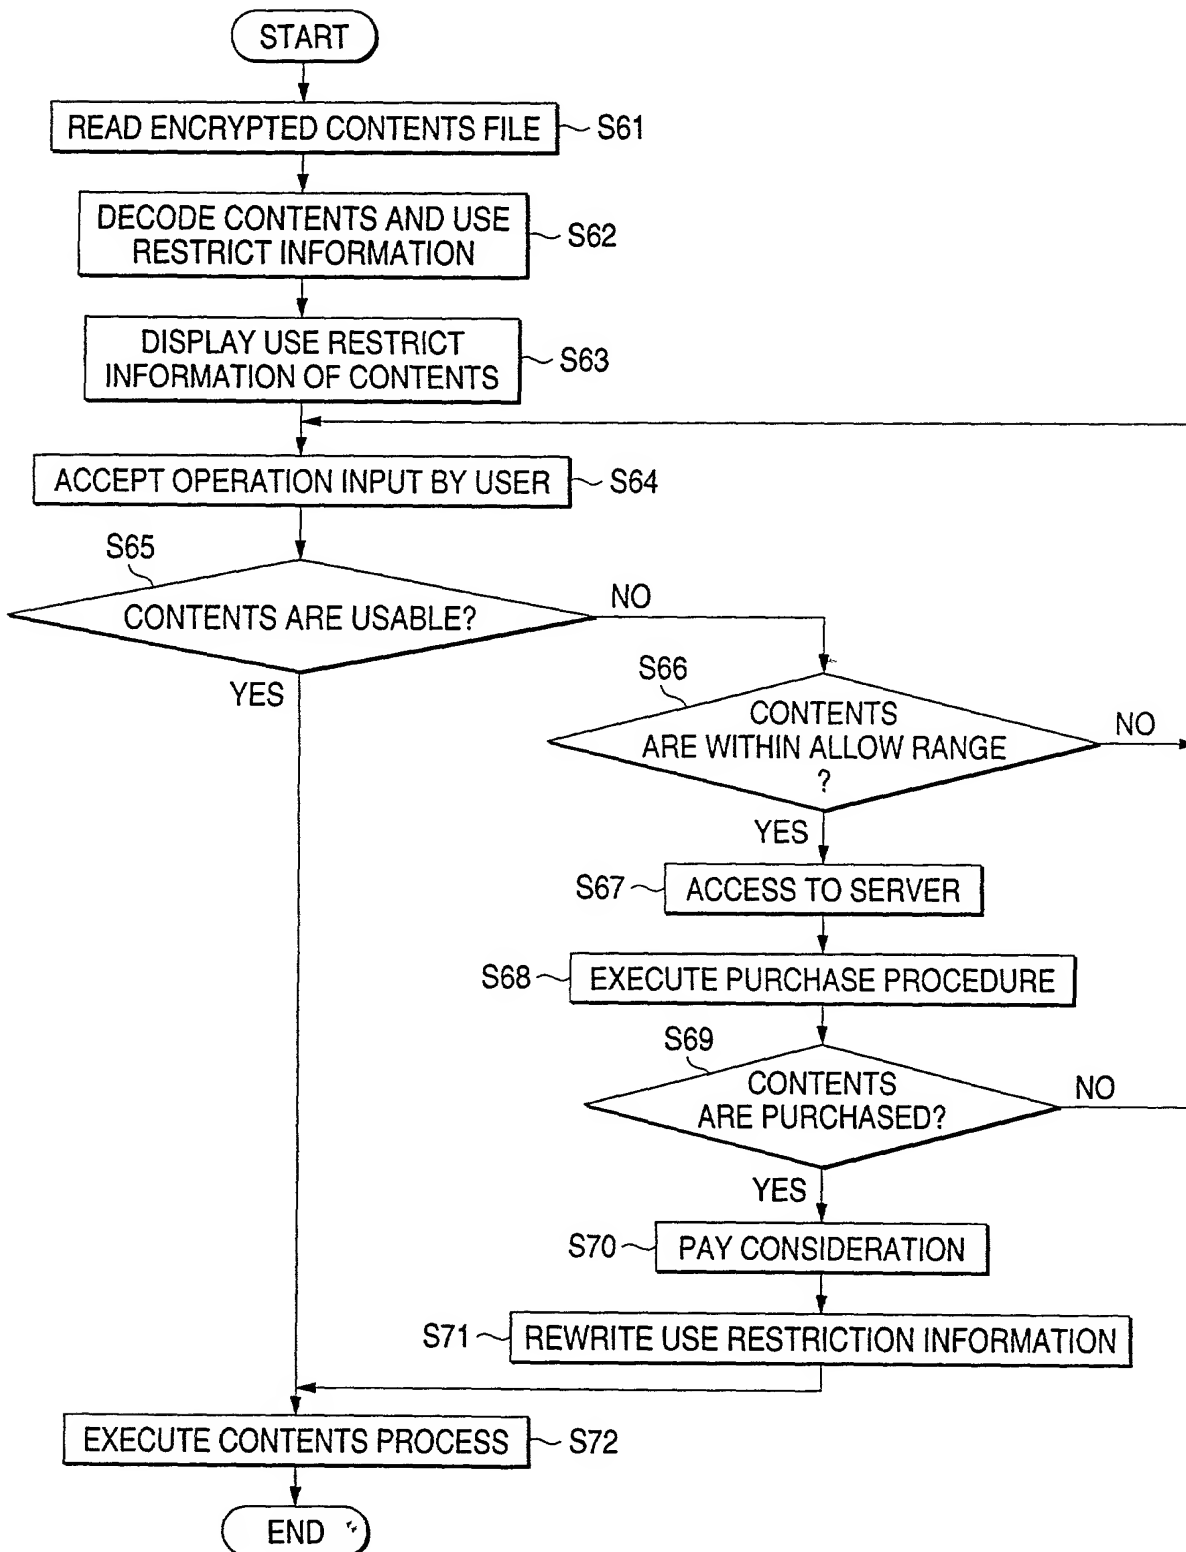 START
READ ENCRYPTED CONTENTS FILE
S61
DECODE CONTENTS AND USE
RESTRICT INFORMATION
S62
DISPLAY USE RESTRICT
INFORMATION OF CONTENTS
S63
ACCEPT OPERATION INPUT BY USER
S64
S65
CONTENTS ARE USABLE?
NO
YES
S66
CONTENTS
ARE WITHIN ALLOW RANGE
?
NO
YES
S67
ACCESS TO SERVER
S68
EXECUTE PURCHASE PROCEDURE
S69
CONTENTS
ARE PURCHASED?
NO
YES
S70
PAY CONSIDERATION
S71
REWRITE USE RESTRICTION INFORMATION
EXECUTE CONTENTS PROCESS
S72
END